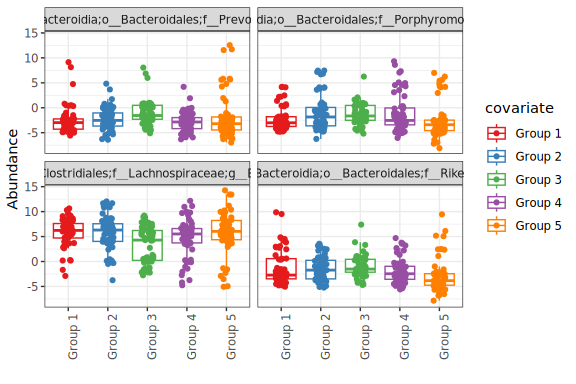 acteroidia;o__Bacteroidales;f__Prevo
dia;o__Bacteroidales;f__Porphyromo
15
10
5
0
-5
Clostridiales;f__Lachnospiraceae;g__
Bacteroidia;o__Bacteroidales;f__Rike
15
10
5
0
-5
Abundance
Group 1
Group 2
Group 3
Group 4
Group 5
Group 1
Group 2
Group 3
Group 4
Group 5
covariate
Group 1
Group 2
Group 3
Group 4
Group 5